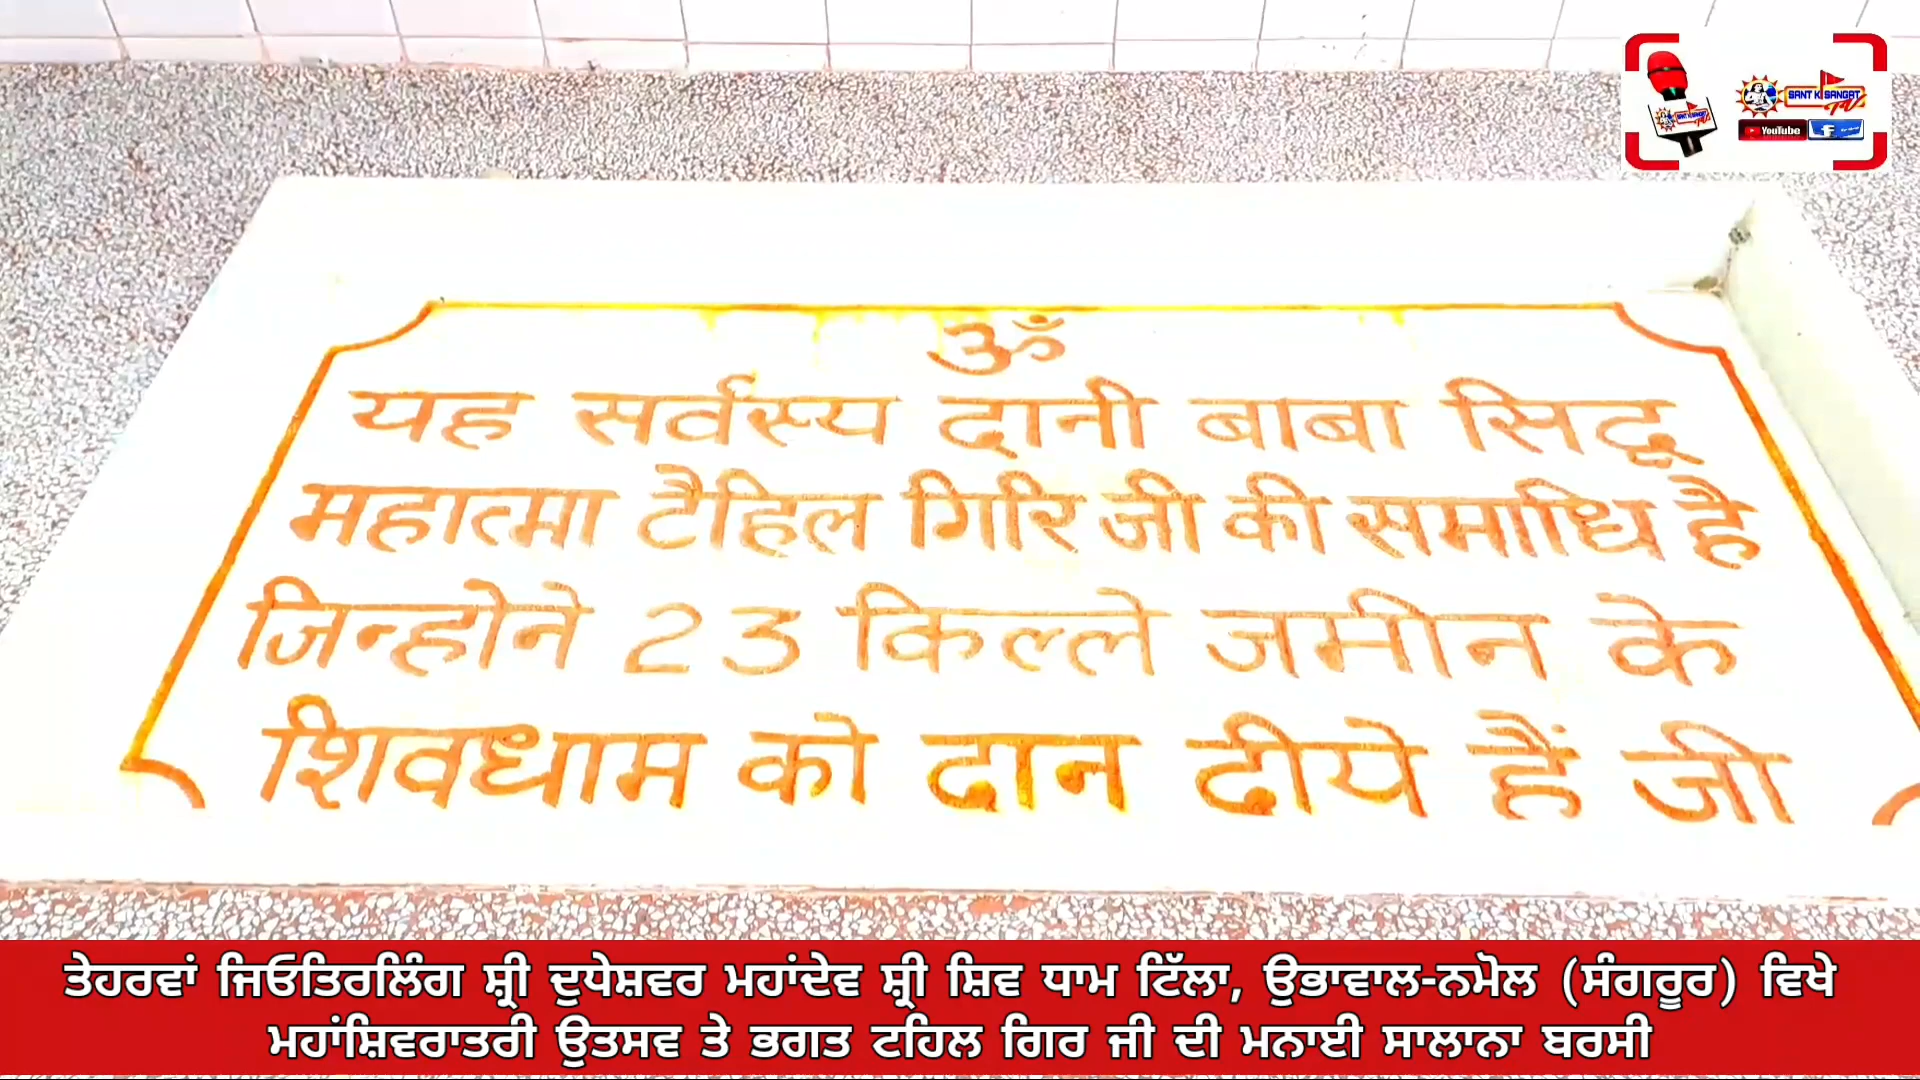 SANT KI SANGAT
TV
YouTube
ॐ
यह सर्वस्य दानी बाबा सिद्ध
महात्मा टैहिल गिरि जी की समाधि है
जिन्होने 23 किल्ले जमीन के
शिवधाम को दान दीये हैं जी
ਤੇਹਰਵਾਂ ਜਿਓਤਿਰਲਿੰਗ ਸ਼੍ਰੀ ਦੁਧੇਸ਼ਵਰ ਮਹਾਂਦੇਵ ਸ਼੍ਰੀ ਸ਼ਿਵ ਧਾਮ ਟਿੱਲਾ, ਉਭਾਵਾਲ-ਨਮੋਲ (ਸੰਗਰੂਰ) ਵਿਖੇ
ਮਹਾਂਸ਼ਿਵਰਾਤਰੀ ਉਤਸਵ ਤੇ ਭਗਤ ਟਹਿਲ ਗਿਰ ਜੀ ਦੀ ਮਨਾਈ ਸਾਲਾਨਾ ਬਰਸੀ